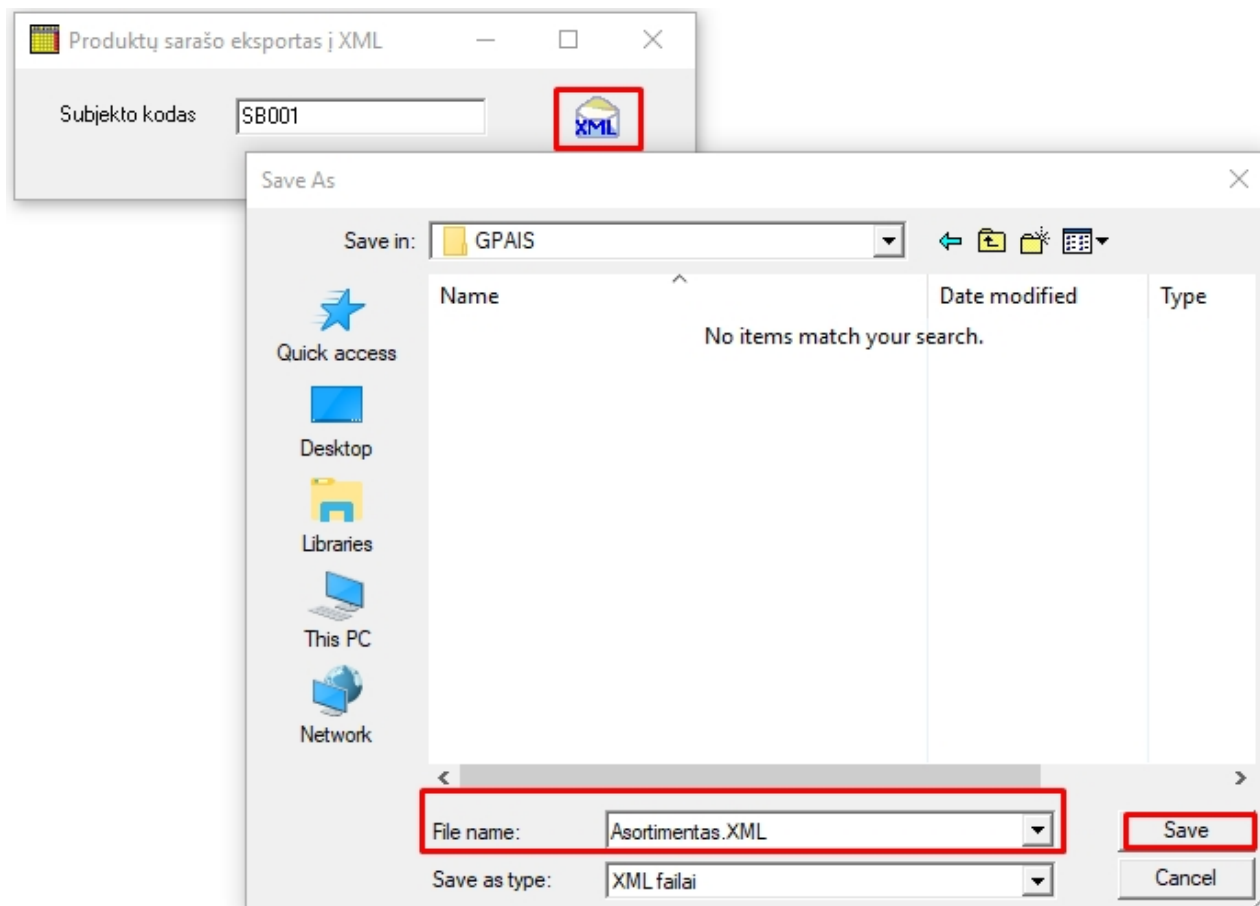 Produktų sarašo eksportas į XML
Subjekto kodas SB001 XML
Save As
Save in: GPAIS
Name Date modified Type
No items match your search.
Quick access
Desktop
Libraries
This PC
Network
File name: Asortimentas.XML Save
Save as type: XML failai Cancel